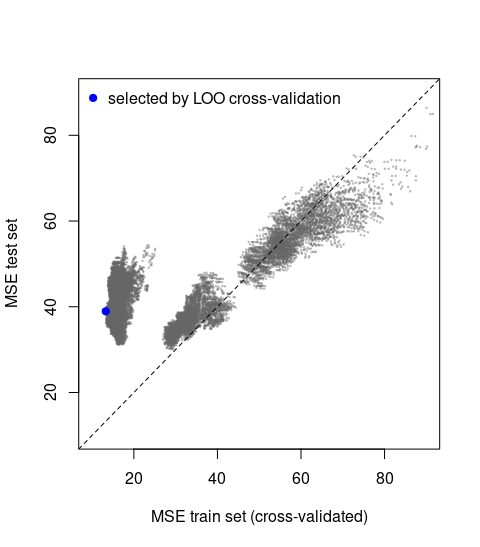 selected by LOO cross-validation
80
60
40
20
MSE test set
20 40 60 80
MSE train set (cross-validated)